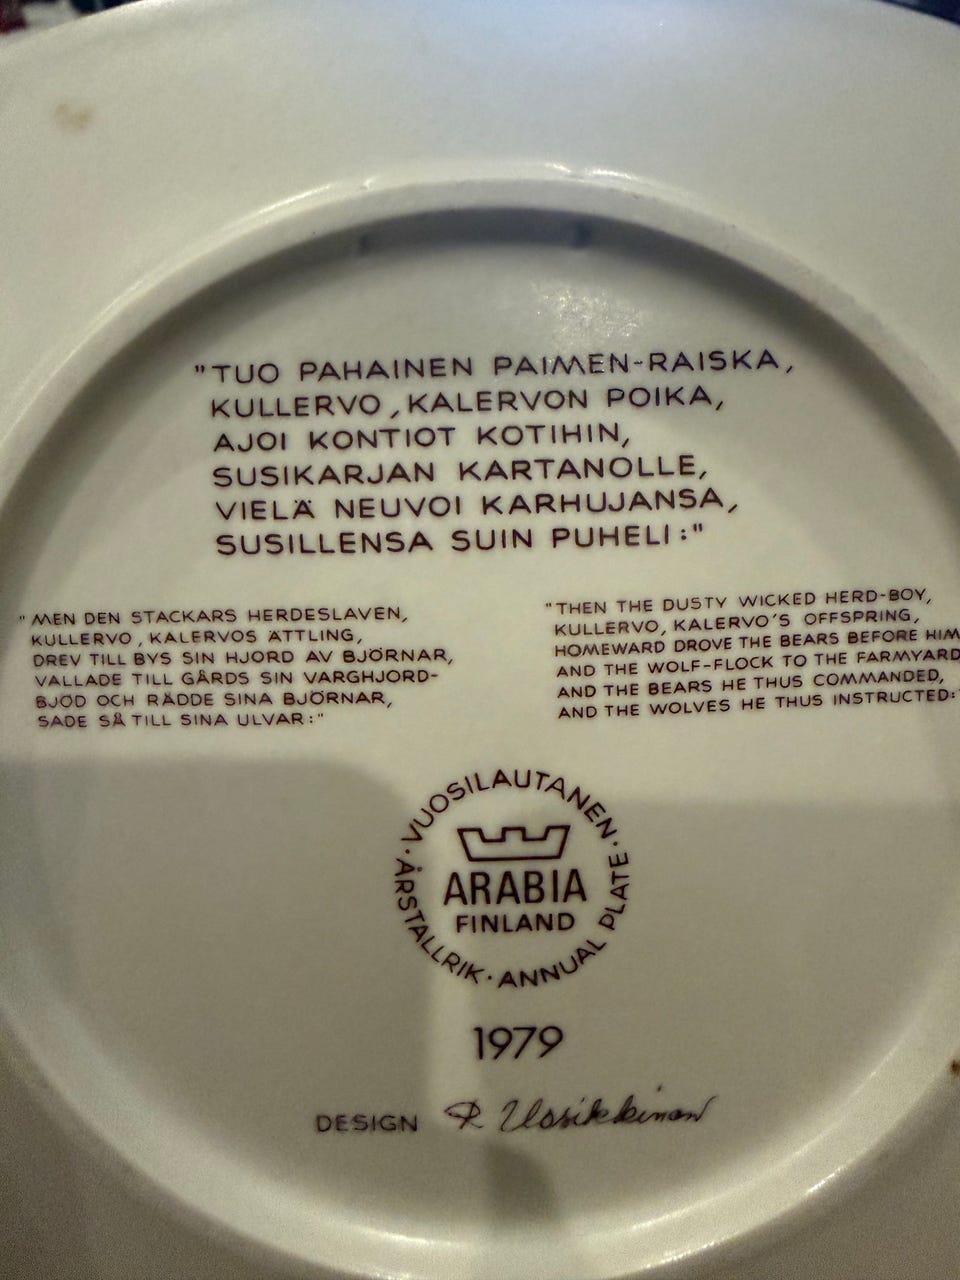 "TUO PAHAINEN PAIMEN-RAISKA,
KULLERVO, KALERVON POIKA,
AJOI KONTIOT KOTIHIN,
SUSIKARJAN KARTANOLLE,
VIELÄ NEUVOI KARHUJANSA,
SUSILLENSA SUIN PUHELI:"
"MEN DEN STACKARS HERDESLAVEN,
KULLERVO, KALERVOS ÄTTLING,
DREV TILL BYS SIN HJORD AV BJÖRNAR,
VALLADE TILL GÅRDS SIN VARGHJORD-
BJÖD OCH RÅDDE SINA BJÖRNAR,
SADE SÅ TILL SINA ULVAR:"
"THEN THE DUSTY WICKED HERD-BOY,
KULLERVO, KALERVO'S OFFSPRING,
HOMEWARD DROVE THE BEARS BEFORE HIM
AND THE WOLF-FLOCK TO THE FARMYARD
AND THE BEARS HE THUS COMMANDED,
AND THE WOLVES HE THUS INSTRUCTED:"
· VUOSILAUTANEN ·
ARABIA
FINLAND
ÅRSTALLRIK · ANNUAL PLATE
1979
DESIGN R Uosikkinen